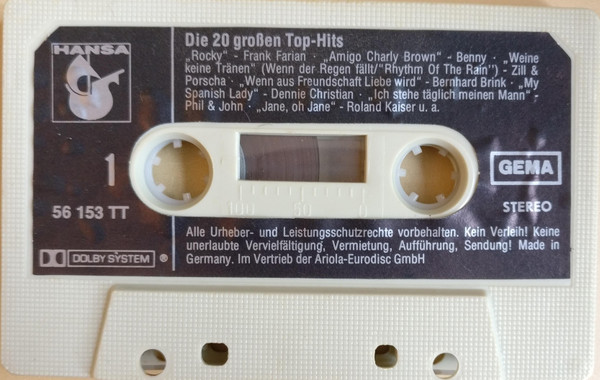 HANSA
Die 20 großen Top-Hits
„Rocky“ - Frank Farian · „Amigo Charly Brown“ - Benny · „Weine
keine Tränen“ (Wenn der Regen fällt/"Rhythm Of The Rain") - Zill &
Porscha · „Wenn aus Freundschaft Liebe wird“ - Bernhard Brink · „My
Spanish Lady“ - Dennie Christian · „Ich stehe täglich meinen Mann“ -
Phil & John · „Jane, oh Jane“ - Roland Kaiser u. a.
1
56 153 TT
100 50 0
GEMA
STEREO
DOLBY SYSTEM ®
Alle Urheber- und Leistungsschutzrechte vorbehalten. Kein Verleih! Keine
unerlaubte Vervielfältigung, Vermietung, Aufführung, Sendung! Made in
Germany. Im Vertrieb der Ariola-Eurodisc GmbH